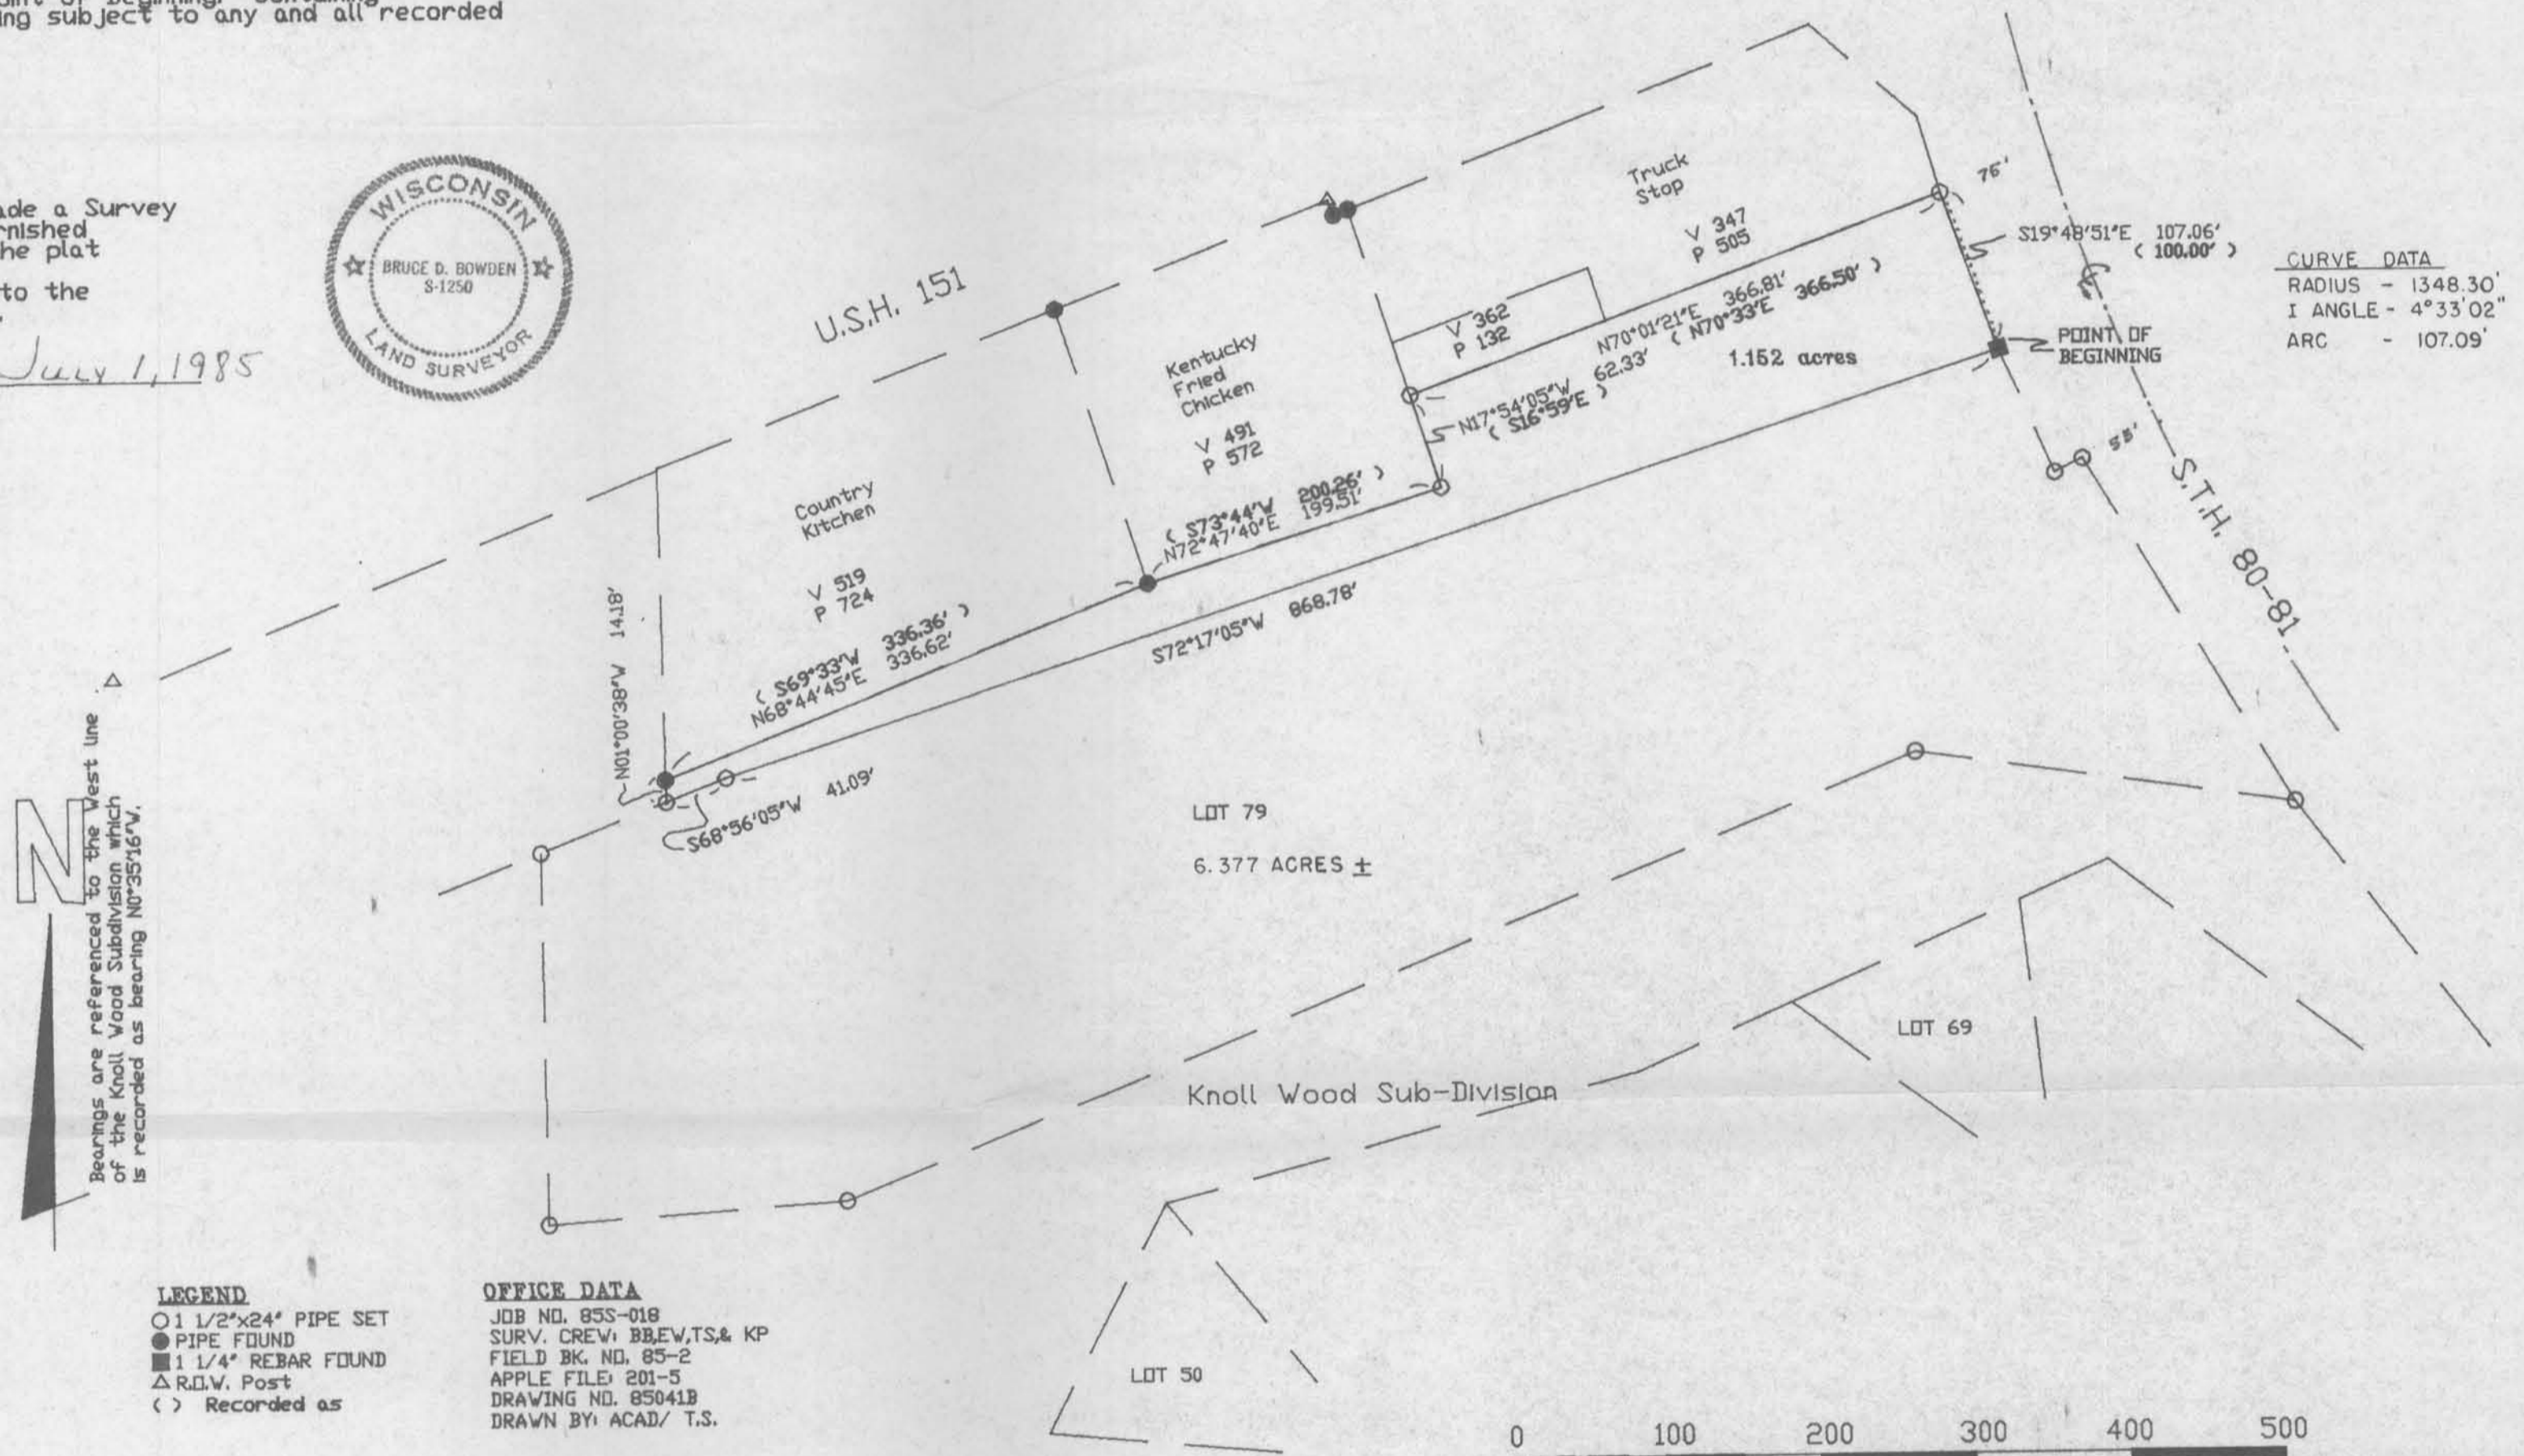 ing subject to any and all recorded
ade a Survey
rnished
he plat
to the
July 1, 1985
WISCONSIN
BRUCE D. BOWDEN
S-1250
LAND SURVEYOR
U.S.H. 151
Truck
Stop
V 347
P 505
76'
S19°48'51"E 107.06'
( 100.00' )
CURVE DATA
RADIUS - 1348.30'
I ANGLE - 4°33'02"
ARC - 107.09'
POINT OF
BEGINNING
V 362
P 132
N70°01'21"E 366.81'
( N70°33'E 366.50' )
1.152 acres
N17°54'05"W 62.33'
( S16°59'E )
Kentucky
Fried
Chicken
V 491
P 572
55'
S.T.H. 80-81
( S73°44'W 200.26' )
N72°47'40"E 199.51'
Country
Kitchen
V 519
P 724
N01°00'38"W 14.18'
( S69°33'W 336.36' )
N68°44'45"E 336.62'
S72°17'05"W 868.78'
S68°56'05"W 41.09'
LOT 79
6.377 ACRES ±
N
Bearings are referenced to the West line
of the Knoll Wood Subdivision which
is recorded as bearing N0°35'16"W.
LOT 69
Knoll Wood Sub-Division
LOT 50
LEGEND
1 1/2"x24" PIPE SET
PIPE FOUND
1 1/4" REBAR FOUND
R.O.W. Post
( ) Recorded as
OFFICE DATA
JOB NO. 85S-018
SURV. CREW: BB,EW,TS,& KP
FIELD BK. NO. 85-2
APPLE FILE: 201-5
DRAWING NO. 85041B
DRAWN BY: ACAD/ T.S.
0 100 200 300 400 500